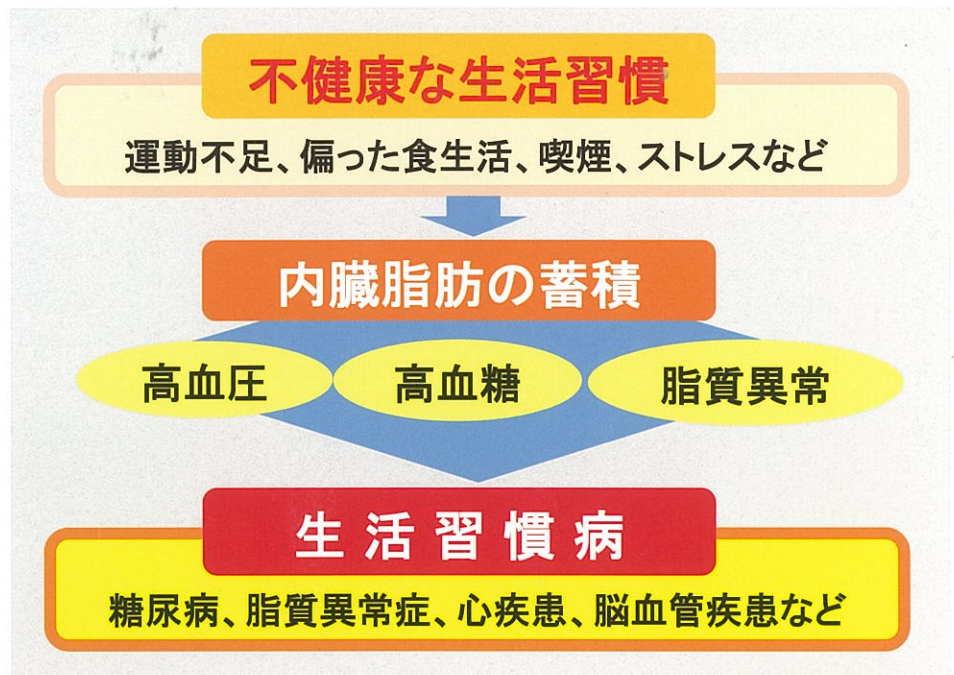 不健康な生活習慣
運動不足、偏った食生活、喫煙、ストレスなど
内臓脂肪の蓄積
高血圧 高血糖 脂質異常
生活習慣病
糖尿病、脂質異常症、心疾患、脳血管疾患など